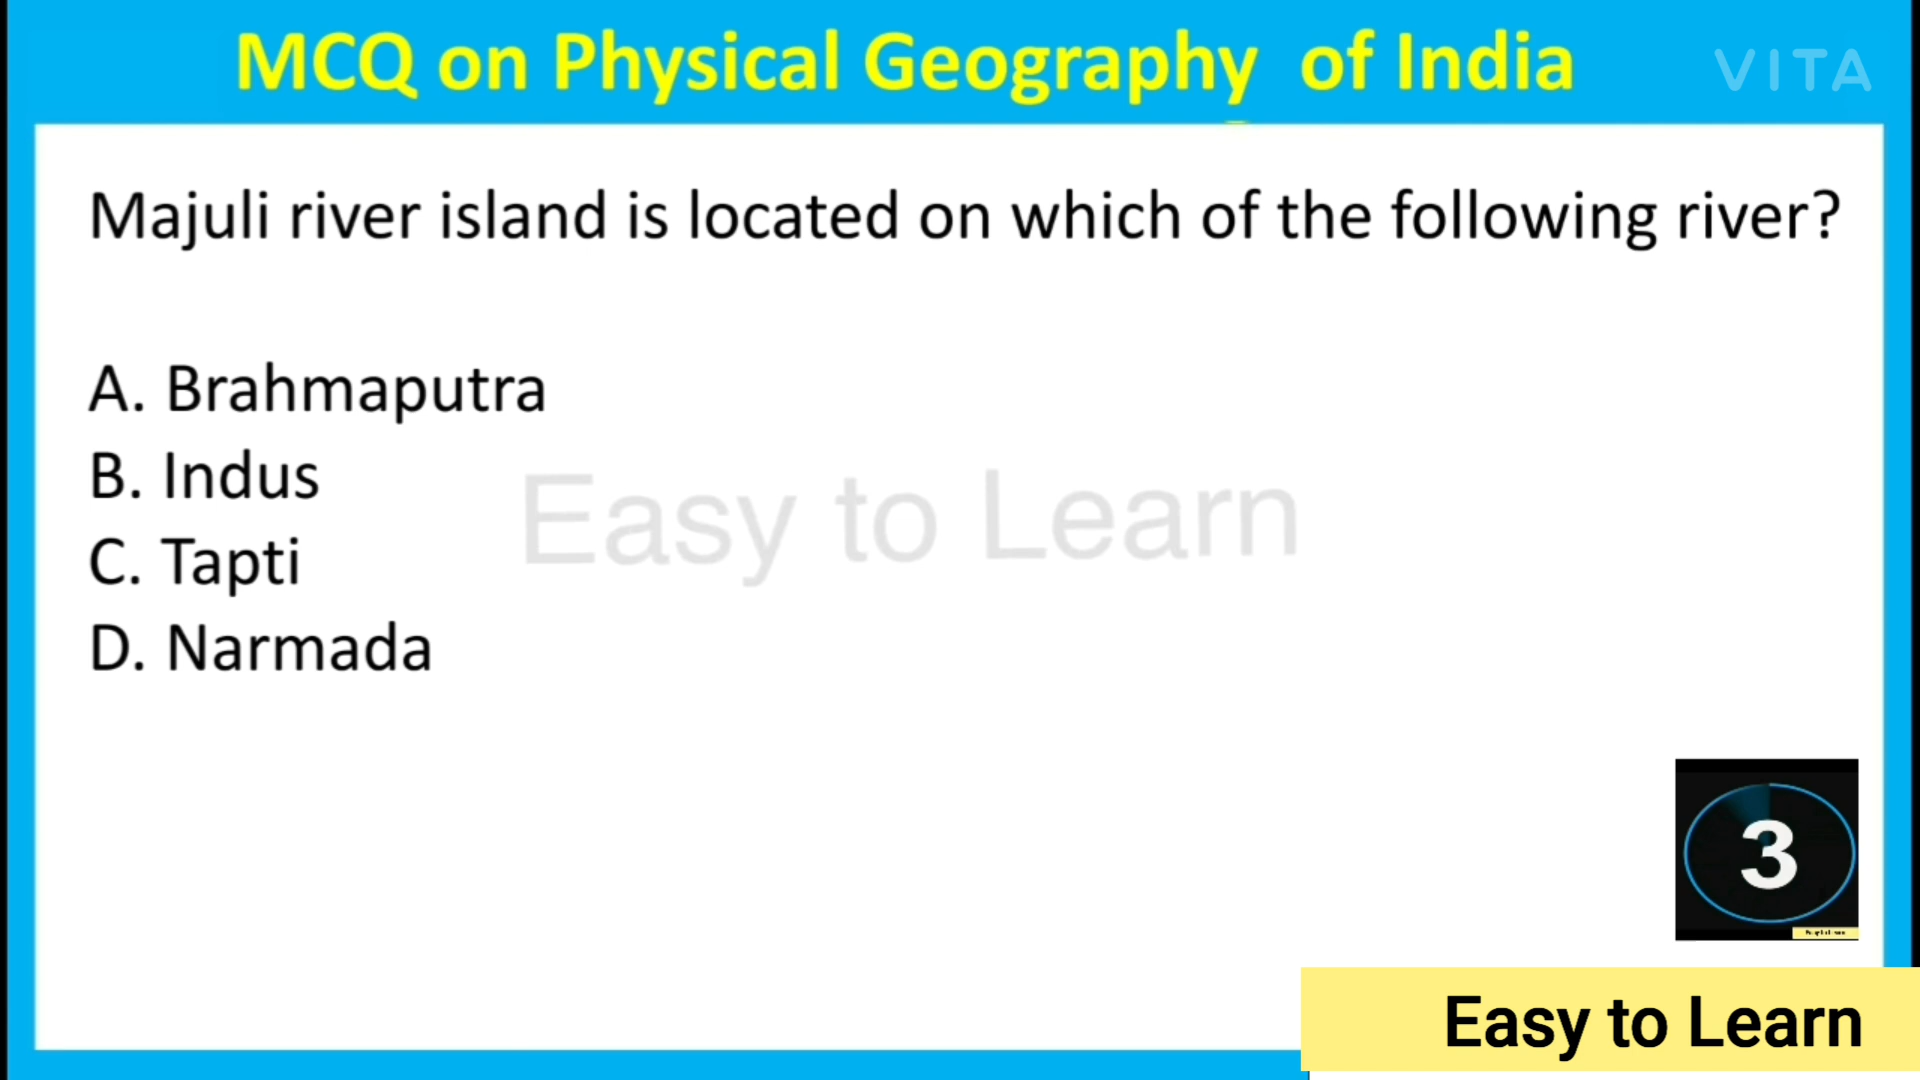 MCQ on Physical Geography of India
VITA
Majuli river island is located on which of the following river?
A. Brahmaputra
B. Indus
C. Tapti
D. Narmada
Easy to Learn
3
Easy to Learn